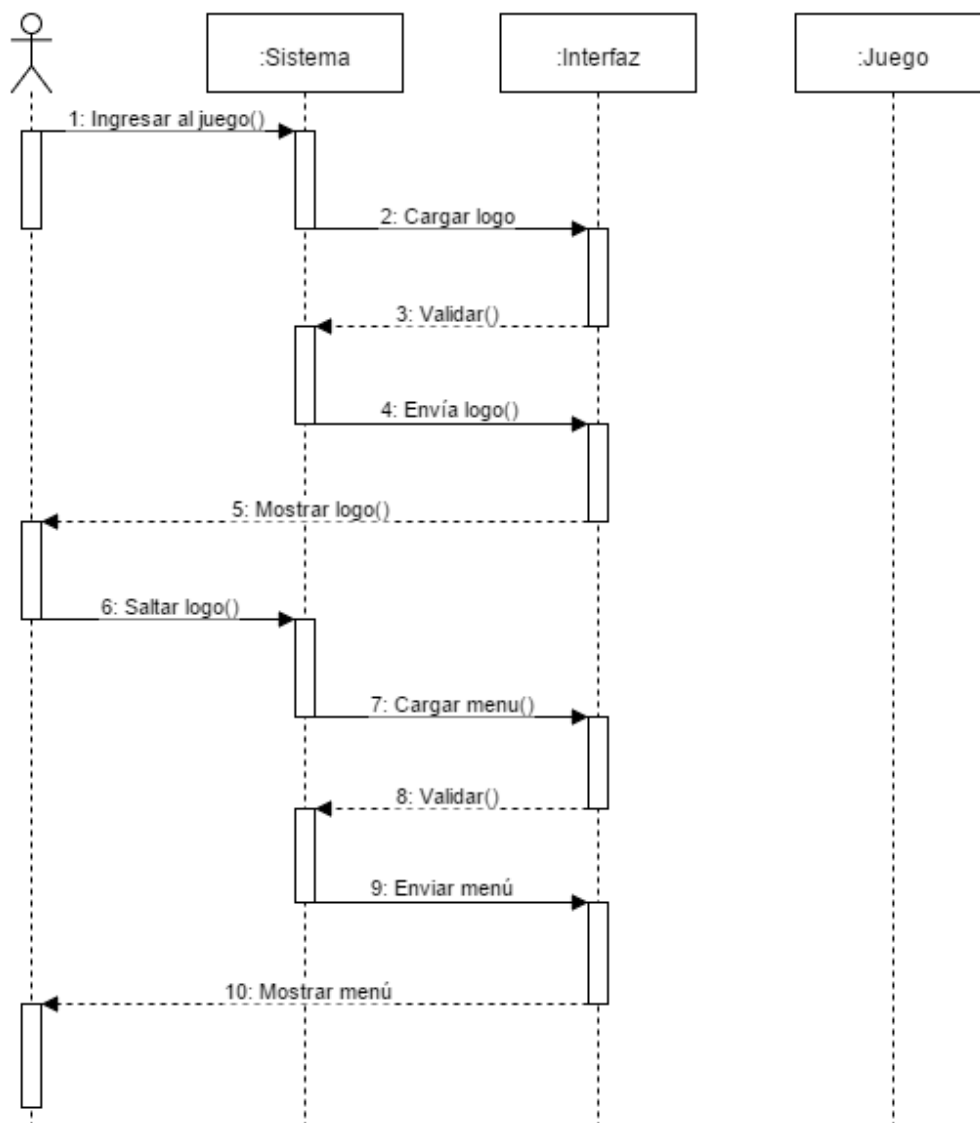 :Sistema
:Interfaz
:Juego
1: Ingresar al juego()
2: Cargar logo
3: Validar()
4: Envía logo()
5: Mostrar logo()
6: Saltar logo()
7: Cargar menu()
8: Validar()
9: Enviar menú
10: Mostrar menú